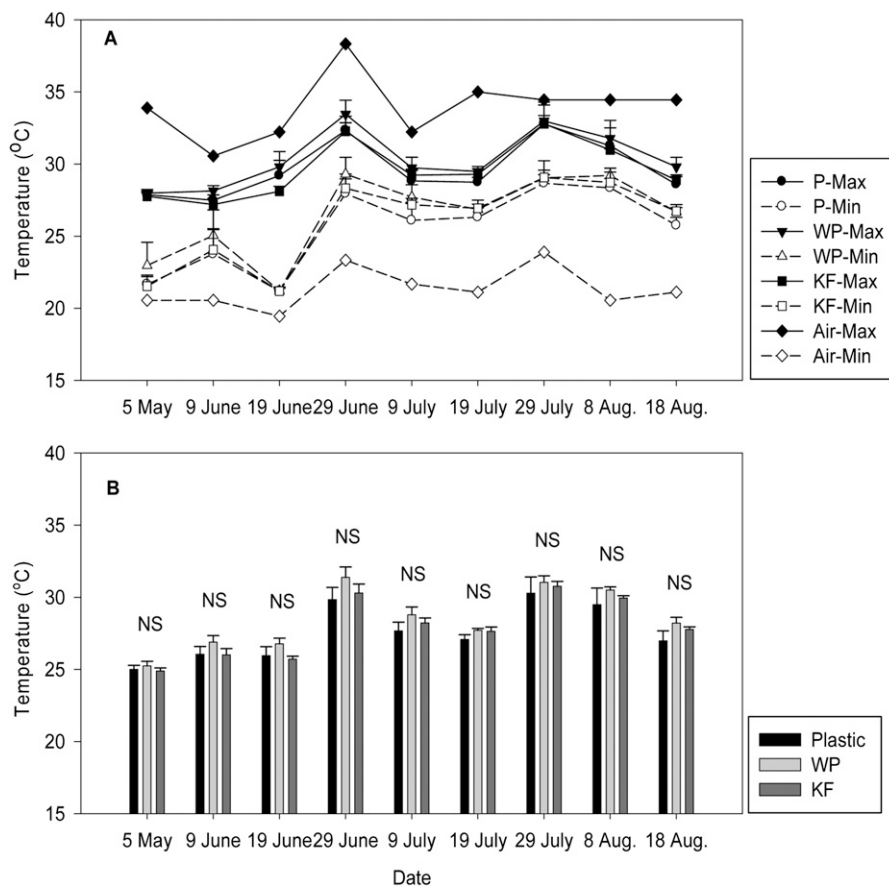 A
Temperature (°C)
40
35
30
25
20
15
5 May 9 June 19 June 29 June 9 July 19 July 29 July 8 Aug. 18 Aug.
P-Max
P-Min
WP-Max
WP-Min
KF-Max
KF-Min
Air-Max
Air-Min
B
Temperature (°C)
40
35
30
25
20
15
NS NS NS NS NS NS NS NS NS
5 May 9 June 19 June 29 June 9 July 19 July 29 July 8 Aug. 18 Aug.
Date
Plastic
WP
KF